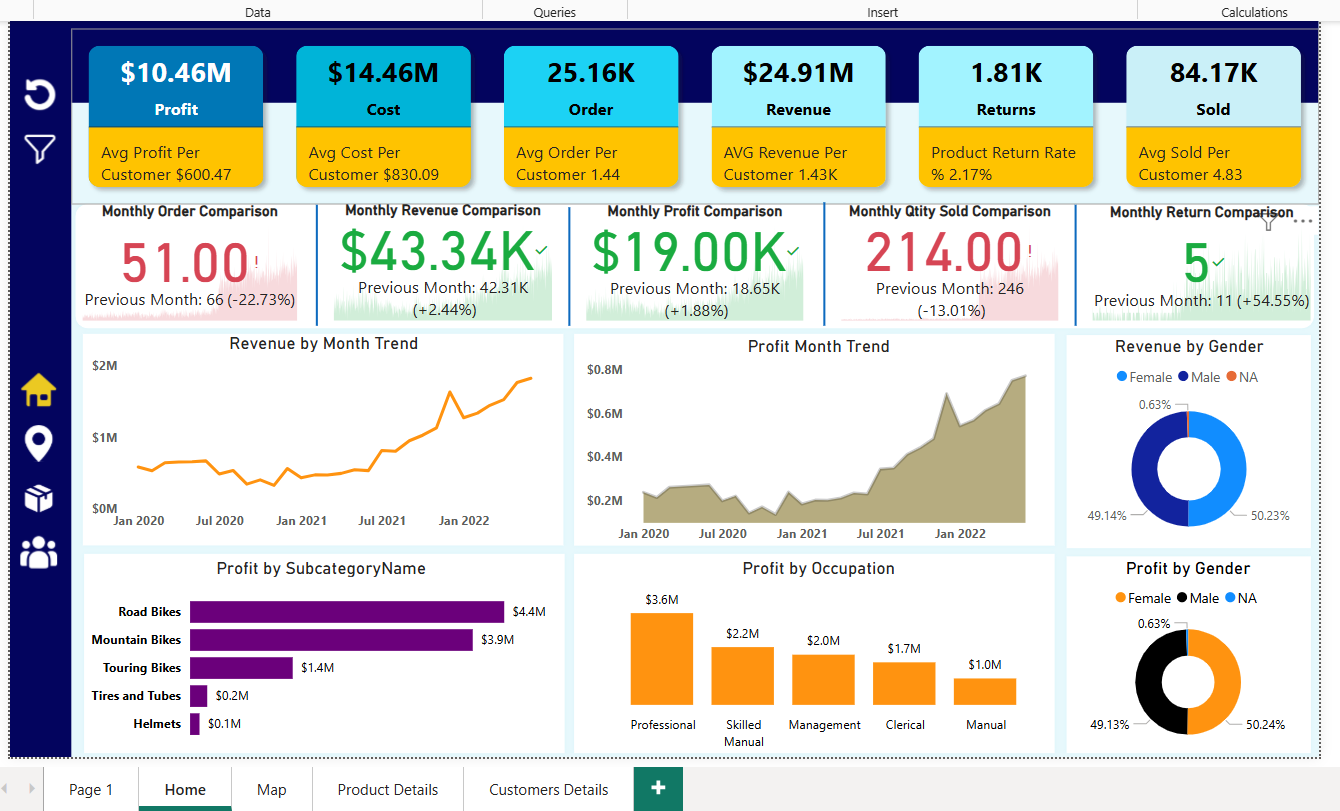 Data
Queries
Insert
Calculations
$10.46M
Profit
Avg Profit Per
Customer $600.47
$14.46M
Cost
Avg Cost Per
Customer $830.09
25.16K
Order
Avg Order Per
Customer 1.44
$24.91M
Revenue
AVG Revenue Per
Customer 1.43K
1.81K
Returns
Product Return Rate
% 2.17%
84.17K
Sold
Avg Sold Per
Customer 4.83
Monthly Order Comparison
51.00!
Previous Month: 66 (-22.73%)
Monthly Revenue Comparison
$43.34K
Previous Month: 42.31K
(+2.44%)
Monthly Profit Comparison
$19.00K
Previous Month: 18.65K
(+1.88%)
Monthly Qtity Sold Comparison
214.00!
Previous Month: 246
(-13.01%)
Monthly Return Comparison
5
Previous Month: 11 (+54.55%)
Revenue by Month Trend
$2M
$1M
$0M
Jan 2020
Jul 2020
Jan 2021
Jul 2021
Jan 2022
Profit Month Trend
$0.8M
$0.6M
$0.4M
$0.2M
Jan 2020
Jul 2020
Jan 2021
Jul 2021
Jan 2022
Revenue by Gender
Female
Male
NA
0.63%
49.14%
50.23%
Profit by SubcategoryName
Road Bikes
$4.4M
Mountain Bikes
$3.9M
Touring Bikes
$1.4M
Tires and Tubes
$0.2M
Helmets
$0.1M
Profit by Occupation
$3.6M
$2.2M
$2.0M
$1.7M
$1.0M
Professional
Skilled
Manual
Management
Clerical
Manual
Profit by Gender
Female
Male
NA
0.63%
49.13%
50.24%
Page 1
Home
Map
Product Details
Customers Details
+